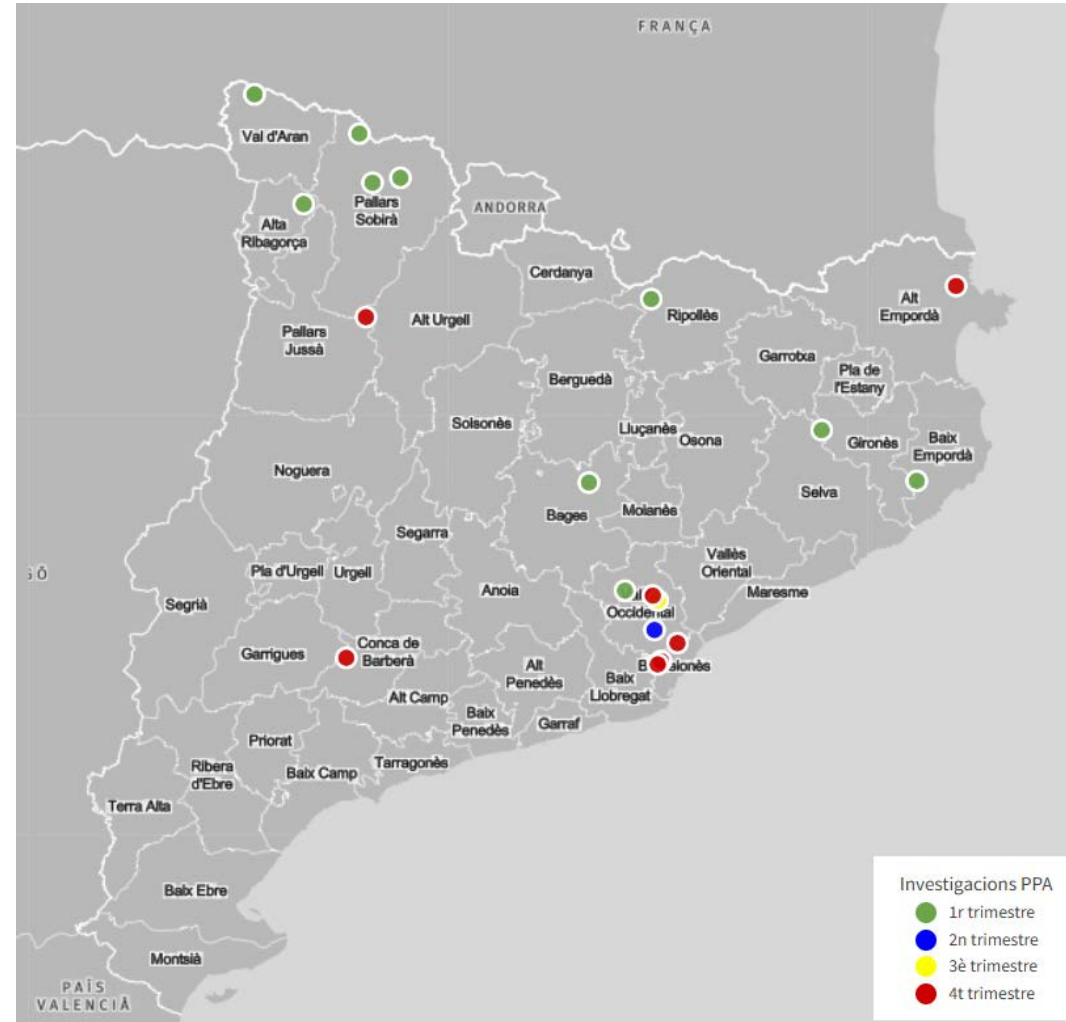 FRANÇA
Val d'Aran
Pallars
Sobirà
ANDORRA
Alta
Ribagorça
Cerdanya
Alt
Empordà
Ripollès
Alt Urgell
Pallars
Jussà
Garrotxa
Pla de
l'Estany
Berguedà
Solsonès
Lluçanès
Osona
Gironès
Baix
Empordà
Noguera
Selva
Bages
Moianès
Segarra
Vallès
Oriental
Pla d'Urgell
Urgell
Anoia
Maresme
Segrià
Occidental
Garrigues
Conca de
Barberà
Alt
Penedès
Baix
Llobregat
Alt Camp
Baix
Penedès
Garraf
Priorat
Tarragonès
Ribera
d'Ebre
Baix Camp
Terra Alta
Baix Ebre
Montsià
PAÍS
VALENCIÀ
Investigacions PPA
1r trimestre
2n trimestre
3è trimestre
4t trimestre